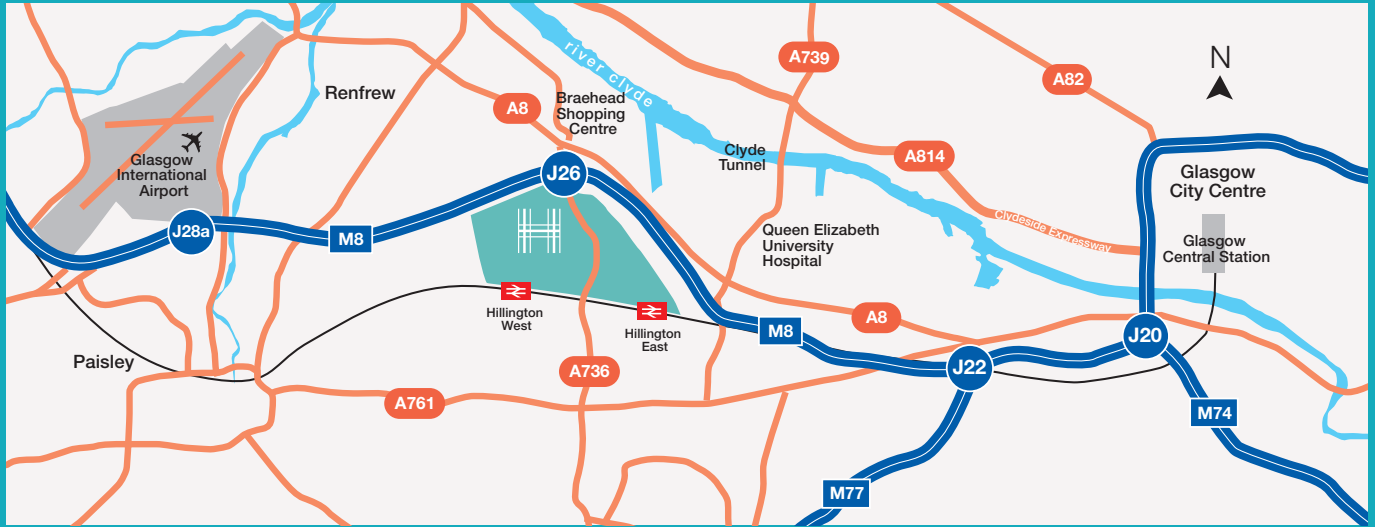 river clyde
A739
A82
N
Renfrew
A8
Braehead
Shopping
Centre
Clyde
Tunnel
A814
Glasgow
International
Airport
J26
Glasgow
City Centre
J28a
M8
Clydeside Expressway
Queen Elizabeth
University
Hospital
Glasgow
Central Station
Hillington
West
Hillington
East
M8
A8
J20
Paisley
J22
A736
A761
M74
M77